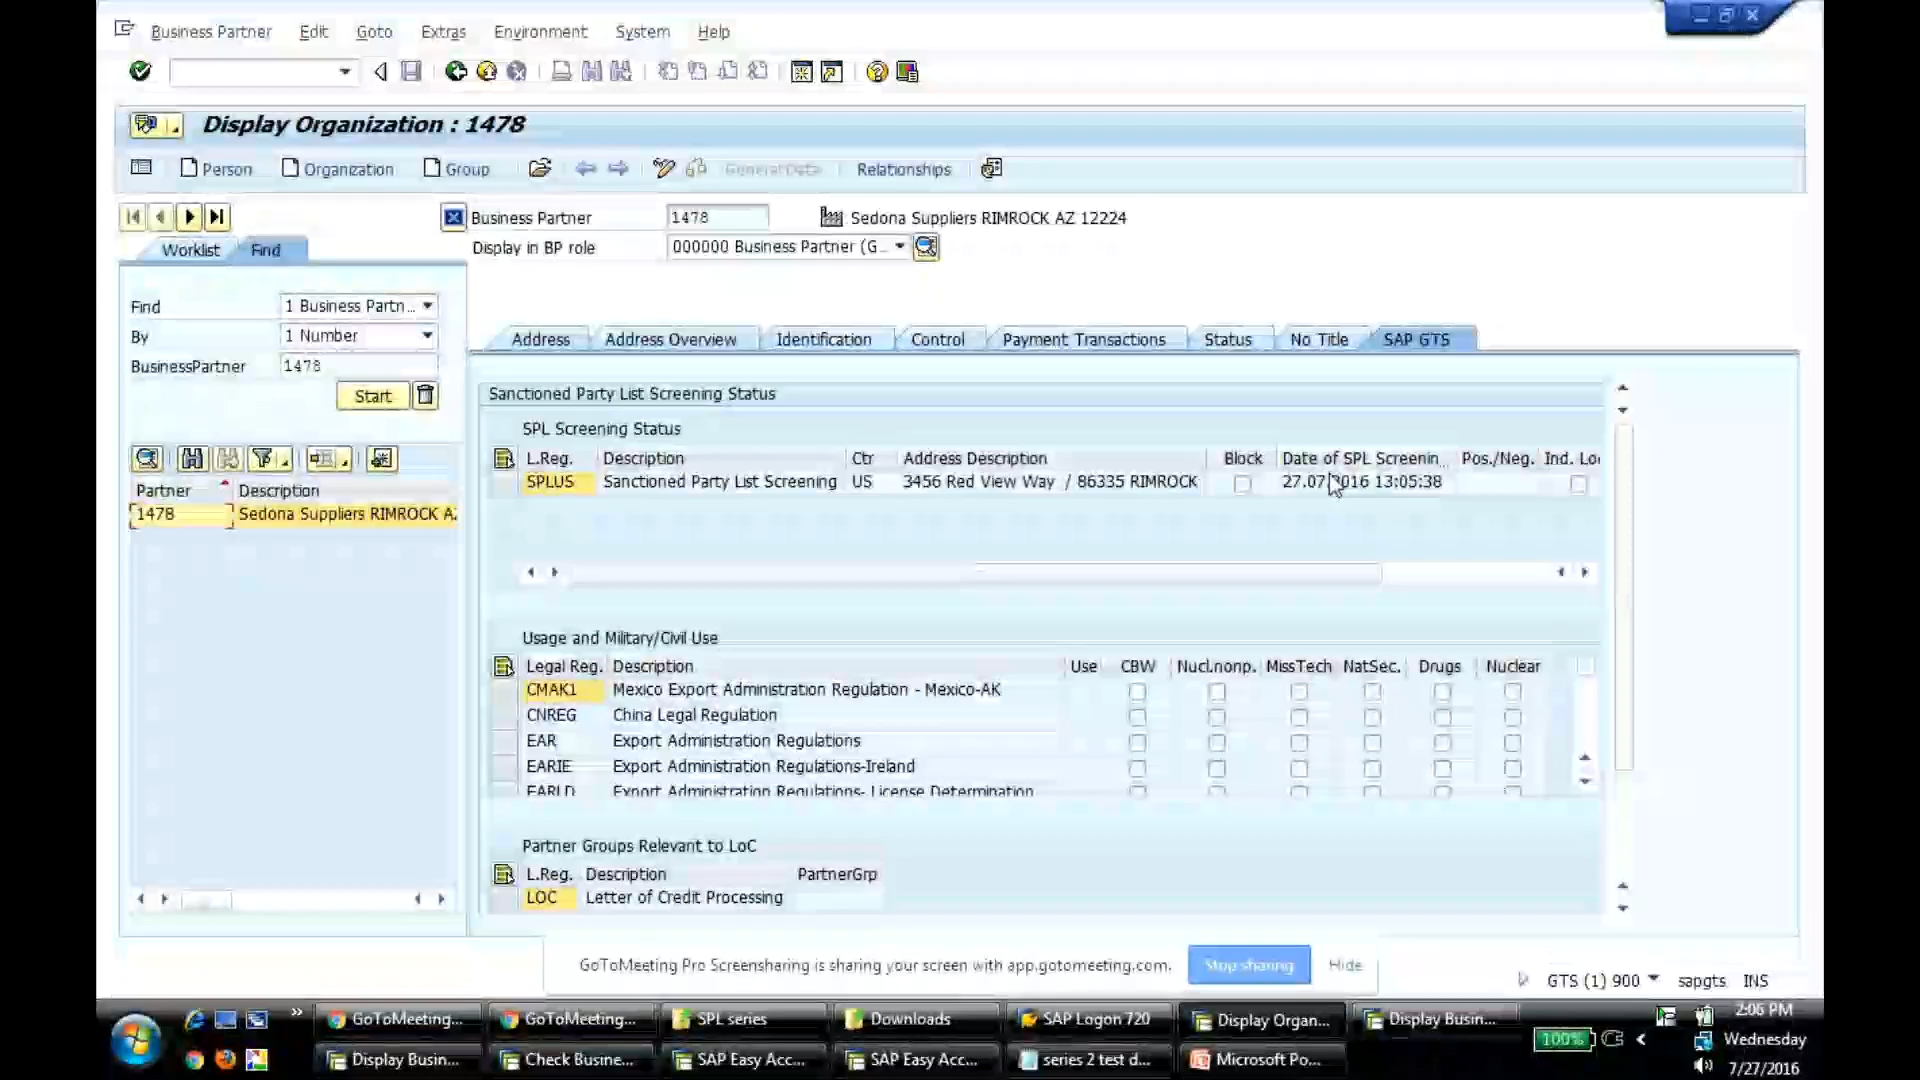 Business Partner Edit Goto Extras Environment System Help
Display Organization : 1478
Person Organization Group General Data Relationships
Business Partner 1478 Sedona Suppliers RIMROCK AZ 12224
Display in BP role 000000 Business Partner (G..
Worklist Find
Find 1 Business Partn...
By 1 Number
BusinessPartner 1478
Start
Partner Description
1478 Sedona Suppliers RIMROCK A
Address Address Overview Identification Control Payment Transactions Status No Title SAP GTS
Sanctioned Party List Screening Status
SPL Screening Status
L.Reg. Description Ctr Address Description Block Date of SPL Screenin.. Pos./Neg. Ind. Lo
SPLUS Sanctioned Party List Screening US 3456 Red View Way / 86335 RIMROCK 27.07.2016 13:05:38
Usage and Military/Civil Use
Legal Reg. Description Use CBW Nucl.nonp. MissTech NatSec. Drugs Nuclear
CMAK1 Mexico Export Administration Regulation - Mexico-AK
CNREG China Legal Regulation
EAR Export Administration Regulations
EARIE Export Administration Regulations-Ireland
EARLD Export Administration Regulations- License Determination
Partner Groups Relevant to LoC
L.Reg. Description PartnerGrp
LOC Letter of Credit Processing
GoToMeeting Pro Screensharing is sharing your screen with app.gotomeeting.com. Stop sharing Hide
GTS (1) 900 sapgts INS
GoToMeeting... GoToMeeting... SPL series Downloads SAP Logon 720 Display Organ... Display Busin...
Display Busin... Check Busine... SAP Easy Acc... SAP Easy Acc... series 2 test d... Microsoft Po...
100%
2:06 PM
Wednesday
7/27/2016